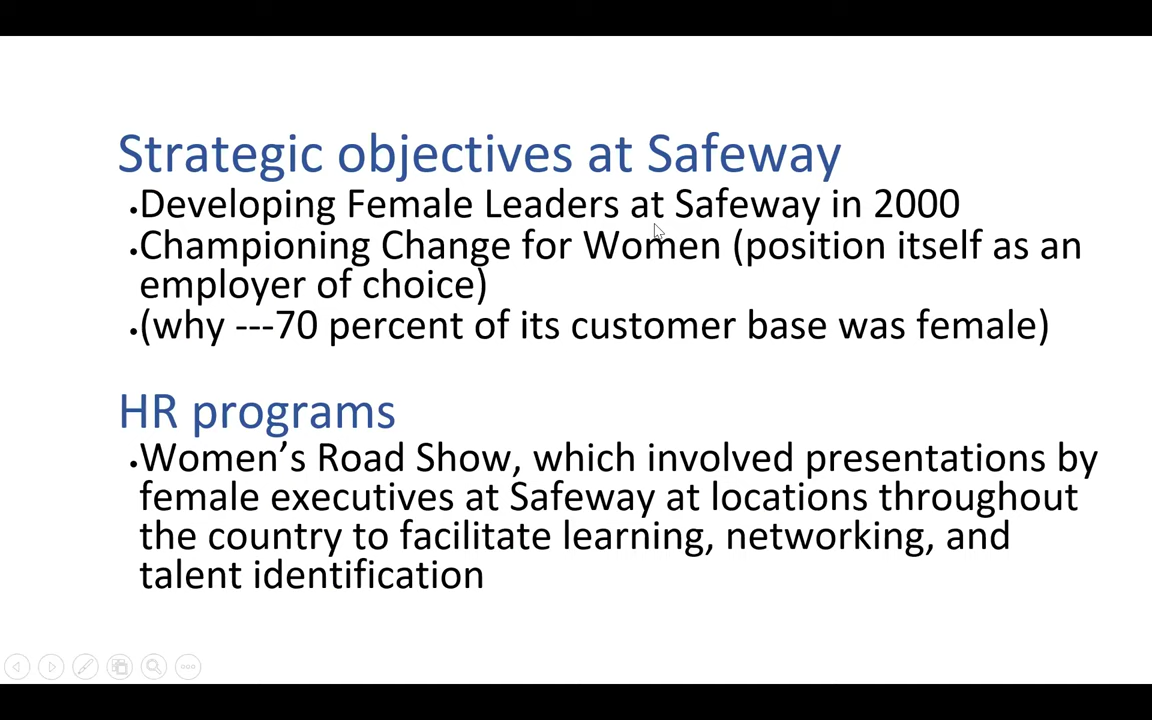 Strategic objectives at Safeway
•Developing Female Leaders at Safeway in 2000
•Championing Change for Women (position itself as an
employer of choice)
•(why ---70 percent of its customer base was female)
HR programs
•Women’s Road Show, which involved presentations by
female executives at Safeway at locations throughout
the country to facilitate learning, networking, and
talent identification